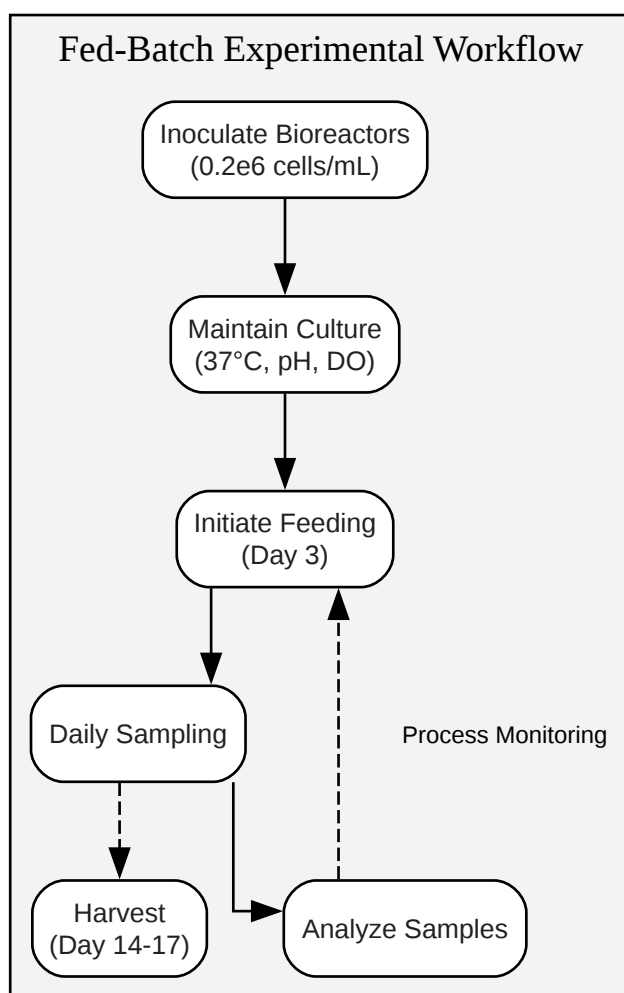 Fed-Batch Experimental Workflow
Inoculate Bioreactors
(0.2e6 cells/mL)
Maintain Culture
(37°C, pH, DO)
Initiate Feeding
(Day 3)
Daily Sampling
Process Monitoring
Harvest
(Day 14-17)
Analyze Samples